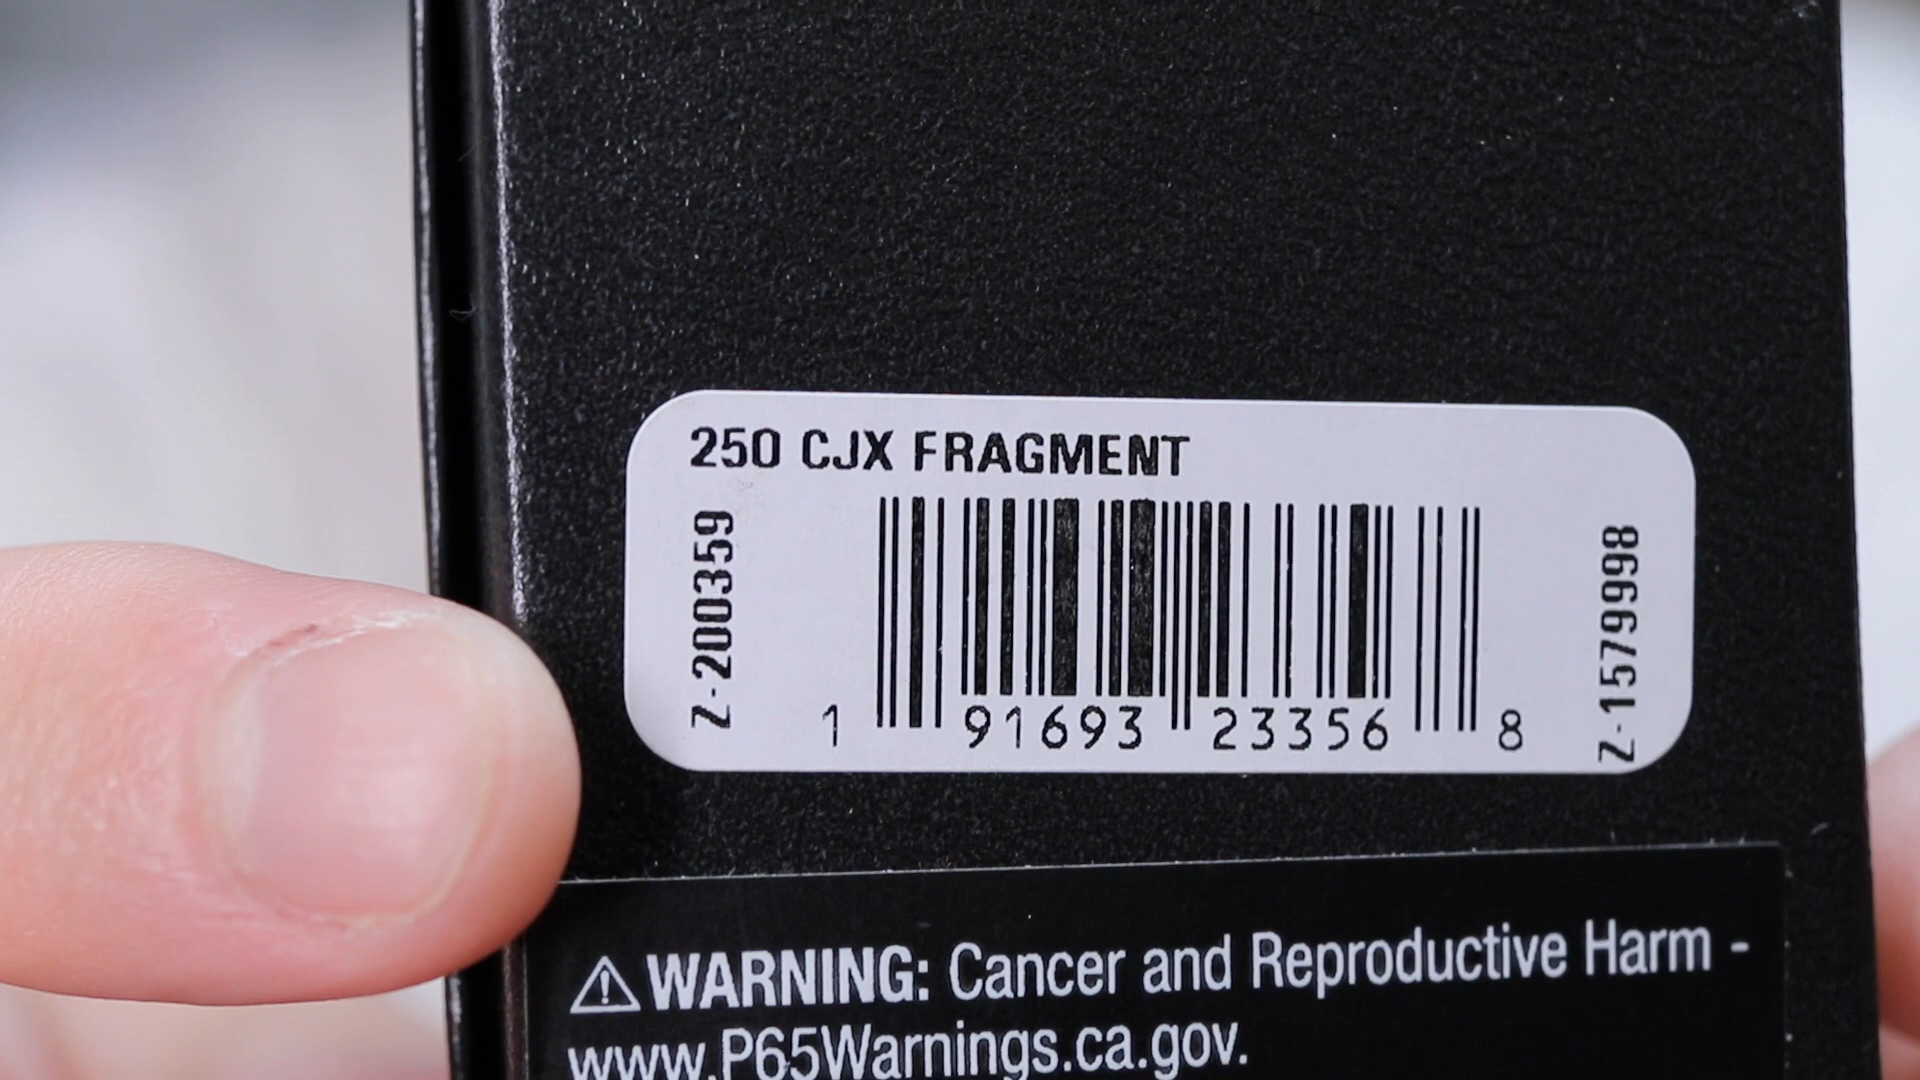 250 CJX FRAGMENT
Z-200359
1 91693 23356 8
Z-1579998
⚠ WARNING: Cancer and Reproductive Harm -
www.P65Warnings.ca.gov.